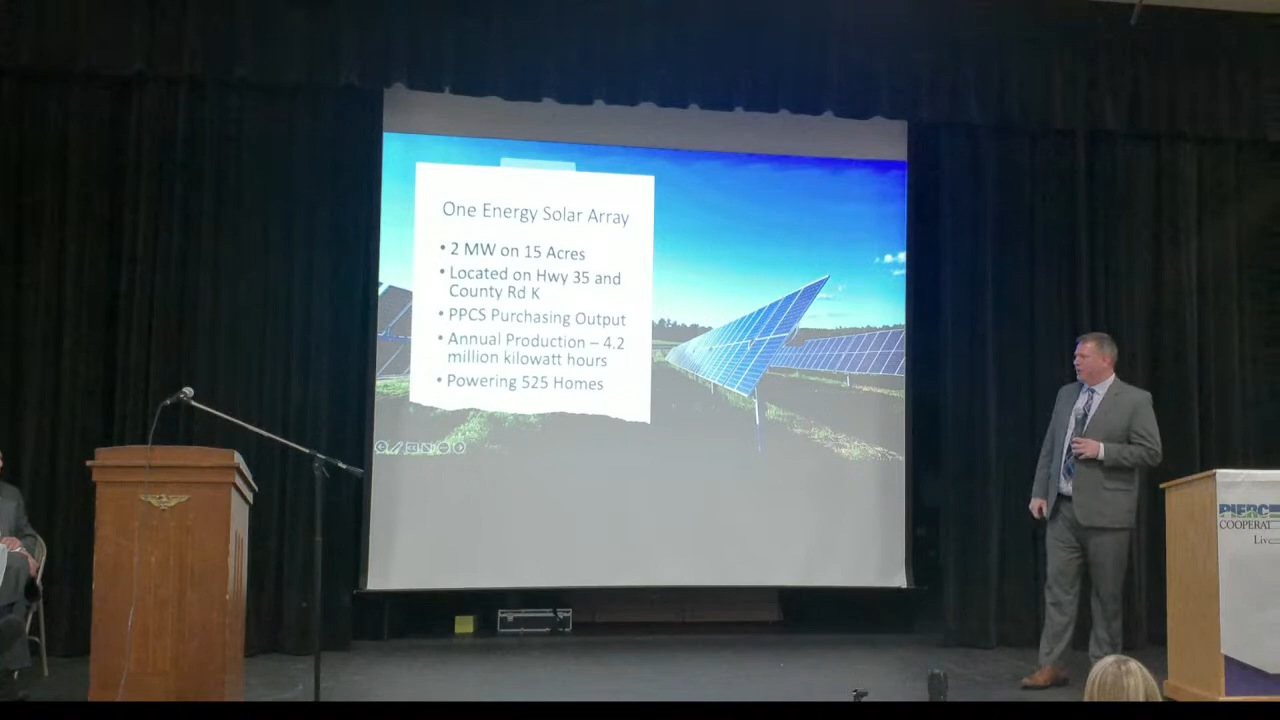 One Energy Solar Array
• 2 MW on 15 Acres
• Located on Hwy 35 and
County Rd K
• PPCS Purchasing Output
• Annual Production – 4.2
million kilowatt hours
• Powering 525 Homes
PIERC
COOPERAT